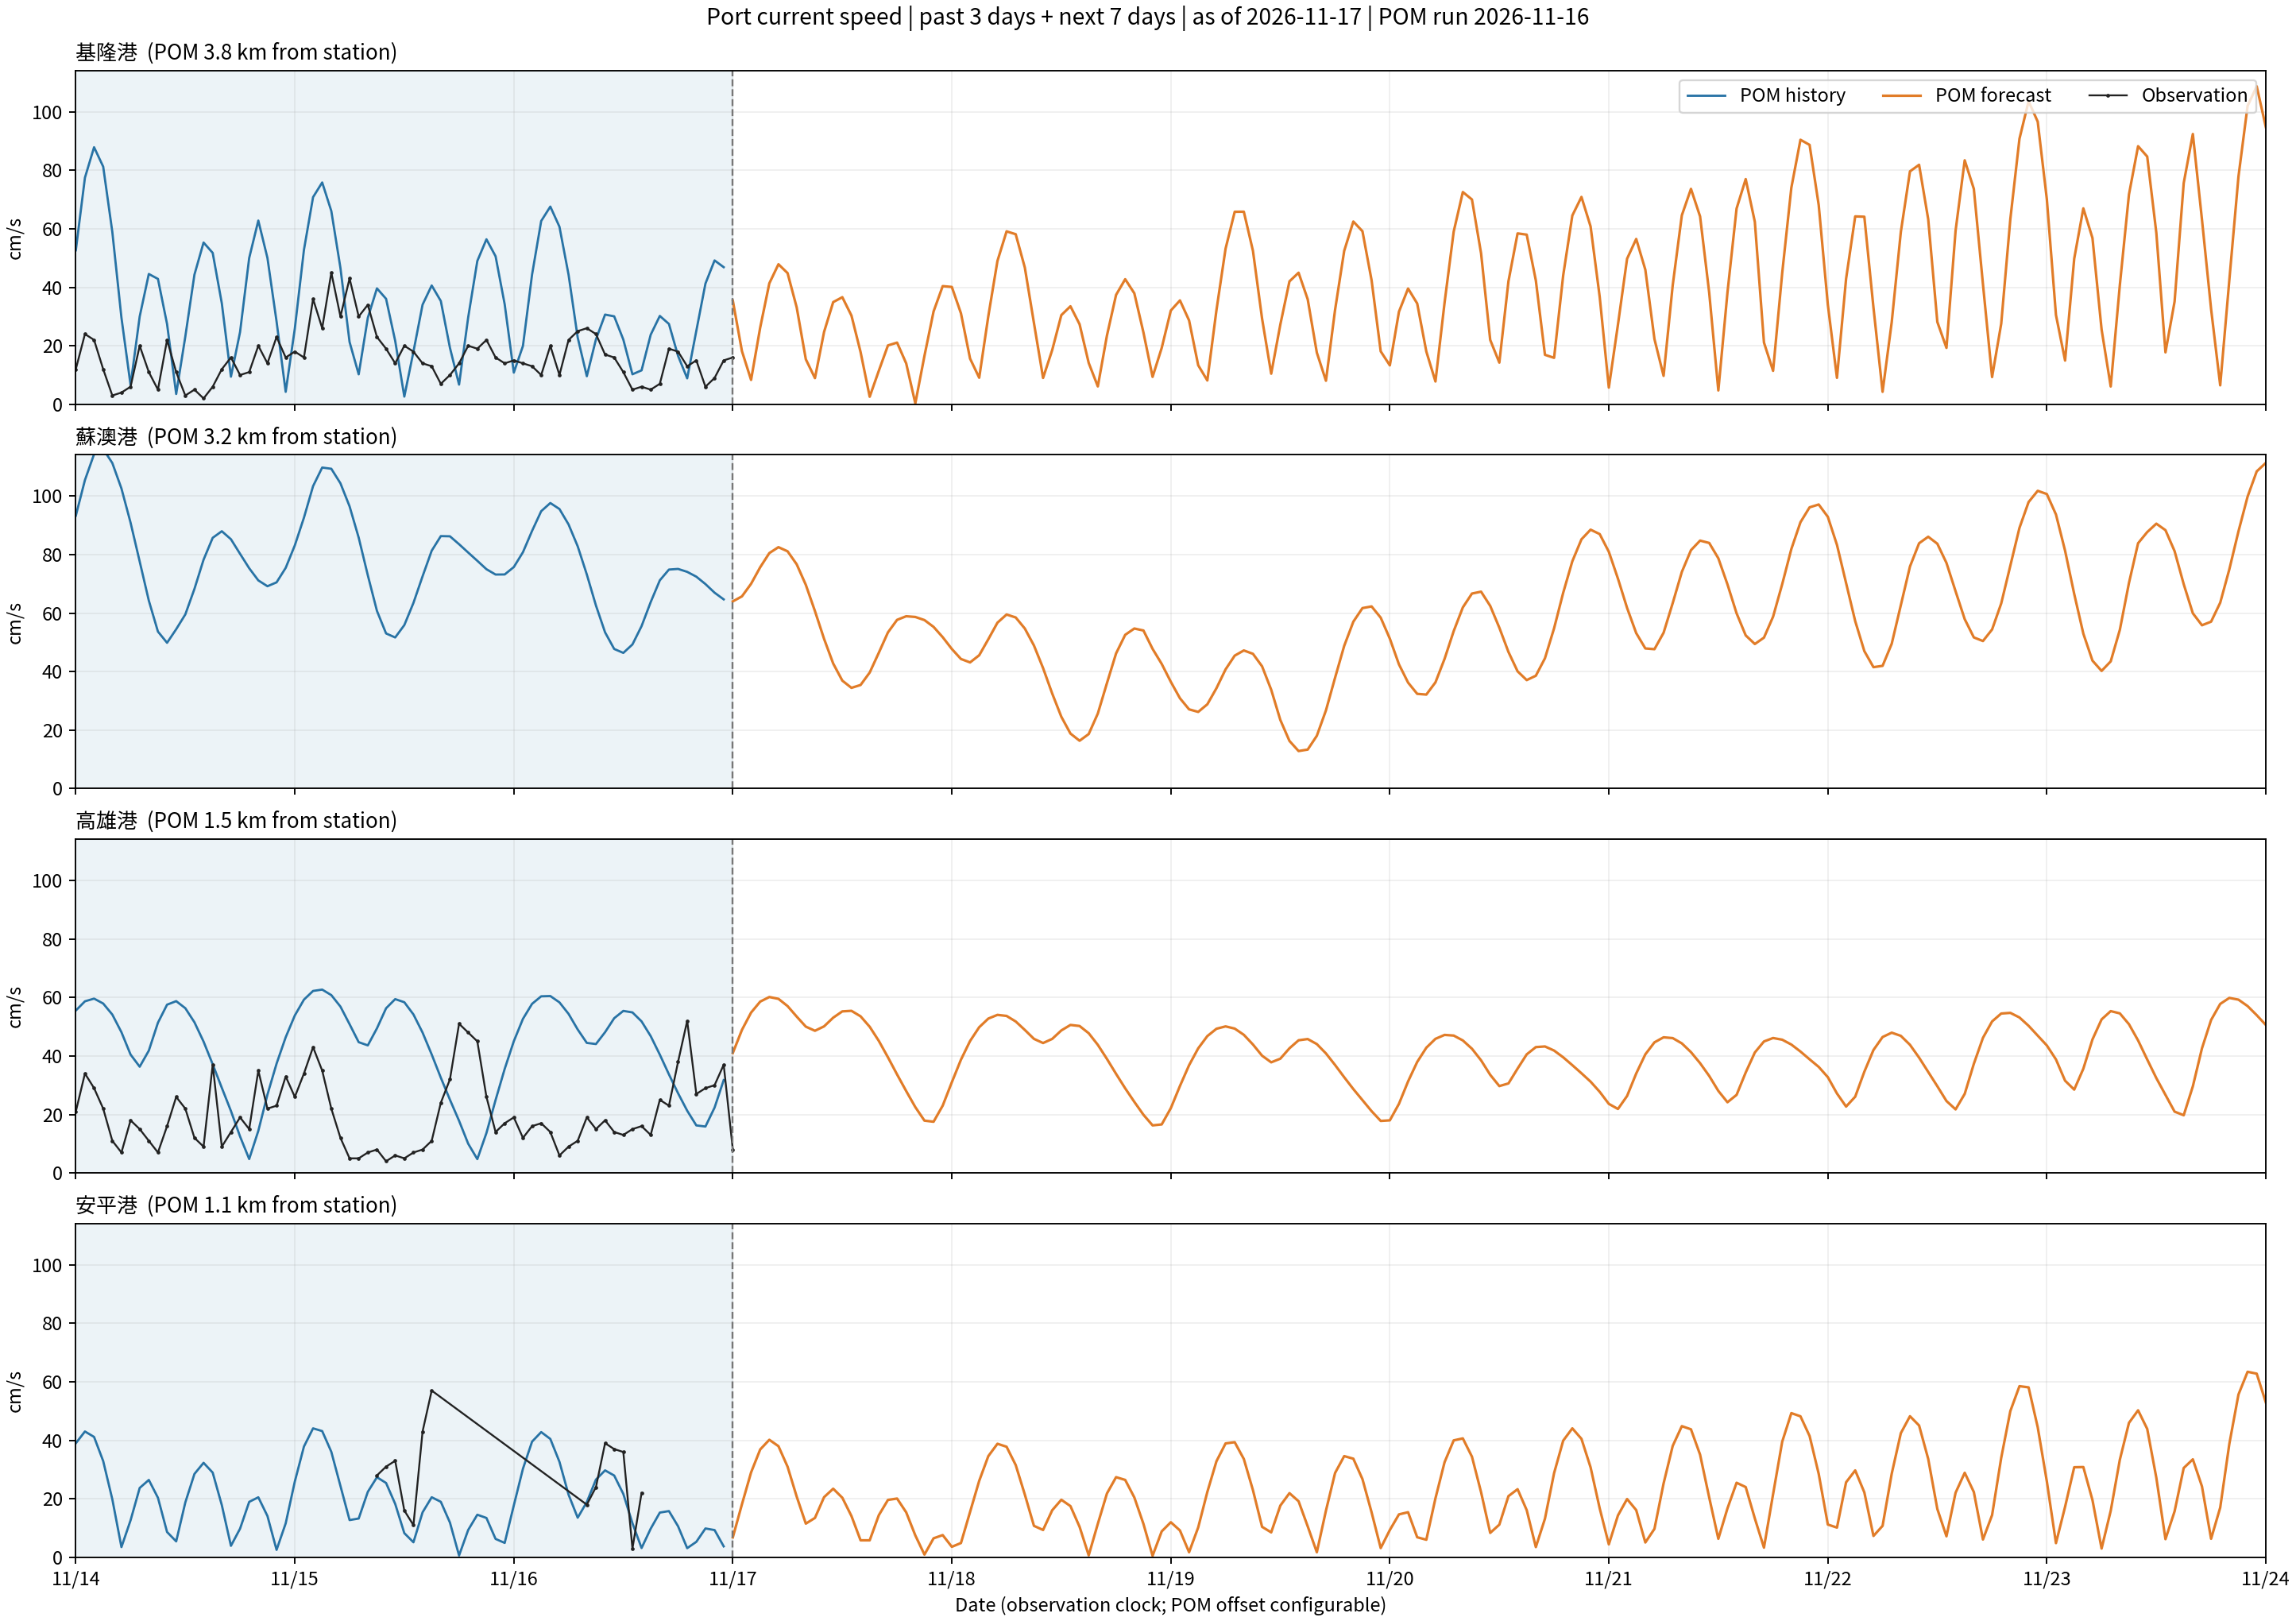 Port current speed | past 3 days + next 7 days | as of 2026-11-17 | POM run 2026-11-16
基隆港 (POM 3.8 km from station)
POM history POM forecast Observation
100
80
60
40
20
0
cm/s
蘇澳港 (POM 3.2 km from station)
100
80
60
40
20
0
cm/s
高雄港 (POM 1.5 km from station)
100
80
60
40
20
0
cm/s
安平港 (POM 1.1 km from station)
100
80
60
40
20
0
cm/s
11/14 11/15 11/16 11/17 11/18 11/19 11/20 11/21 11/22 11/23 11/24
Date (observation clock; POM offset configurable)